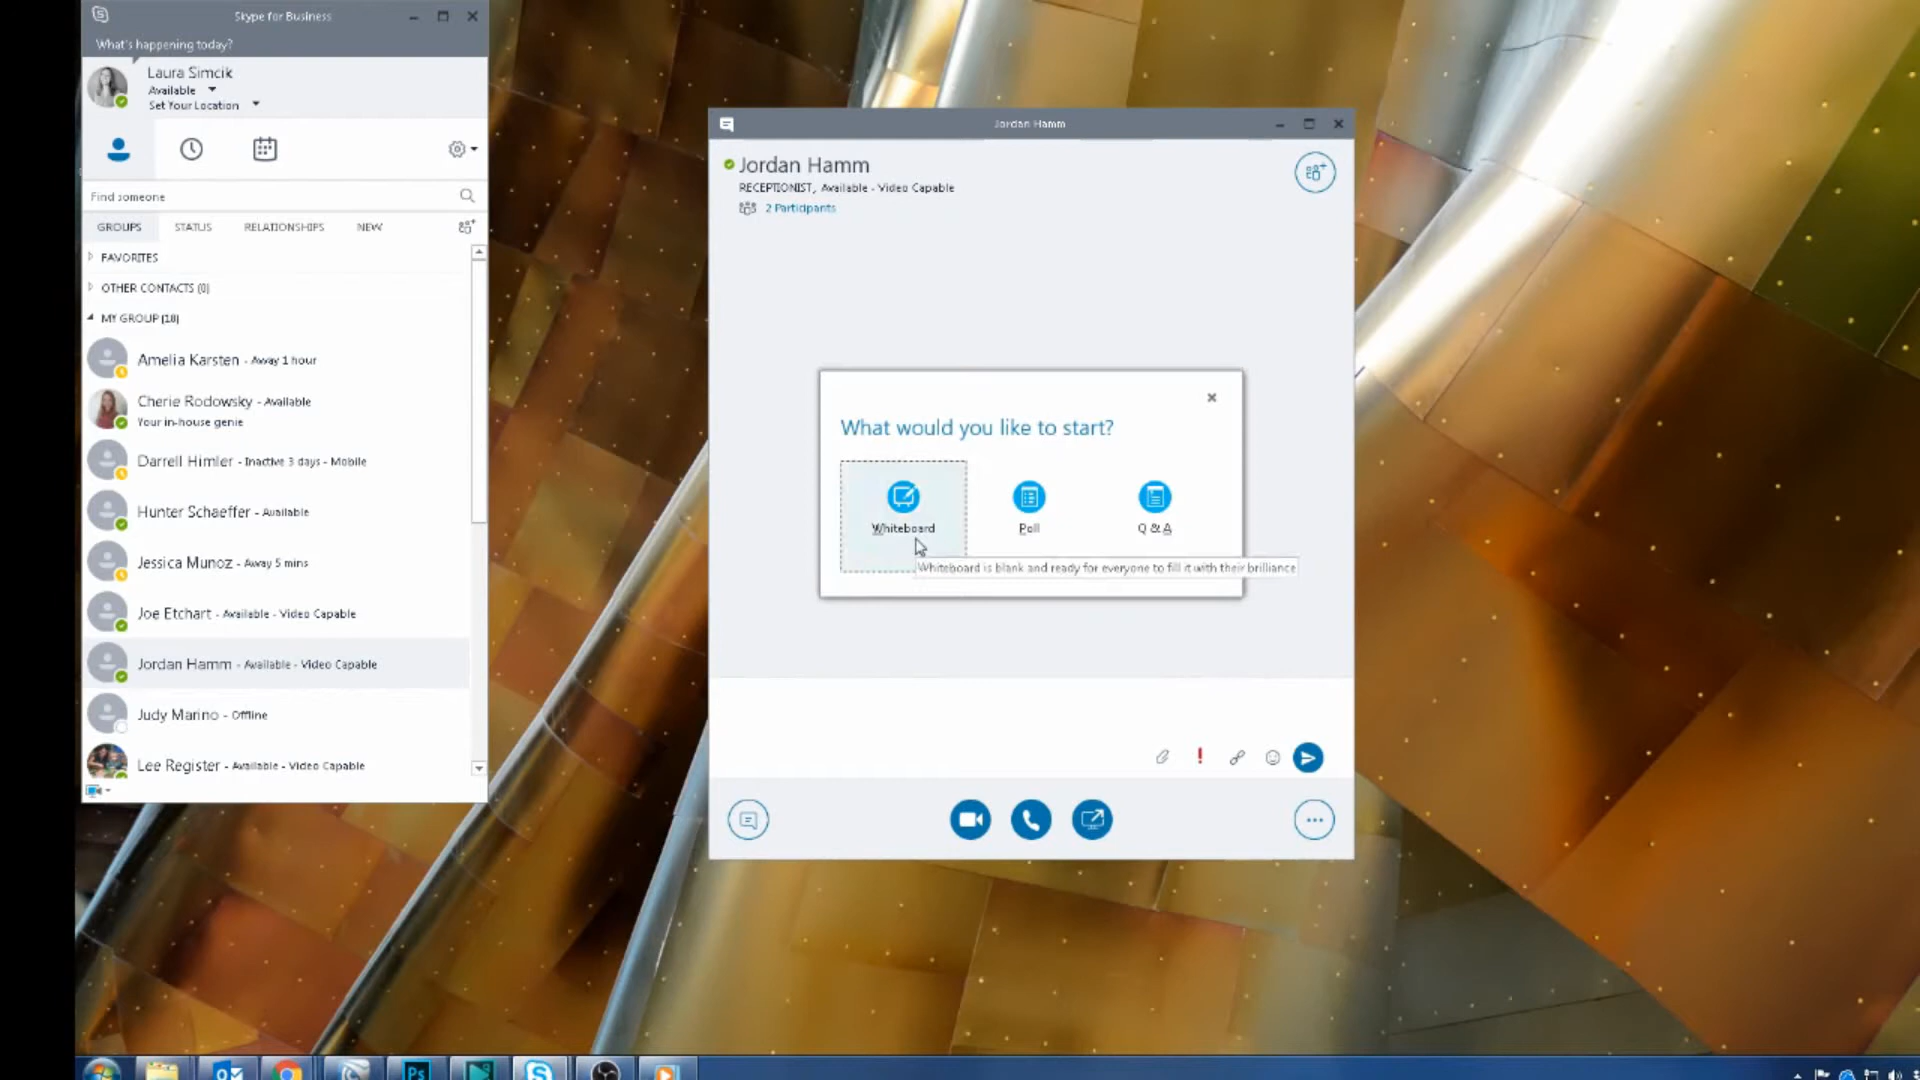 Skype for Business
What's happening today?
Laura Simcik
Available
Set Your Location
Find someone
GROUPS STATUS RELATIONSHIPS NEW
FAVORITES
OTHER CONTACTS (0)
MY GROUP (18)
Amelia Karsten - Away 1 hour
Cherie Rodowsky - Available
Your in-house genie
Darrell Himler - Inactive 3 days - Mobile
Hunter Schaeffer - Available
Jessica Munoz - Away 5 mins
Joe Etchart - Available - Video Capable
Jordan Hamm - Available - Video Capable
Judy Marino - Offline
Lee Register - Available - Video Capable
Jordan Hamm
Jordan Hamm
RECEPTIONIST, Available - Video Capable
2 Participants
What would you like to start?
Whiteboard Poll Q & A
Whiteboard is blank and ready for everyone to fill it with their brilliance
Ps